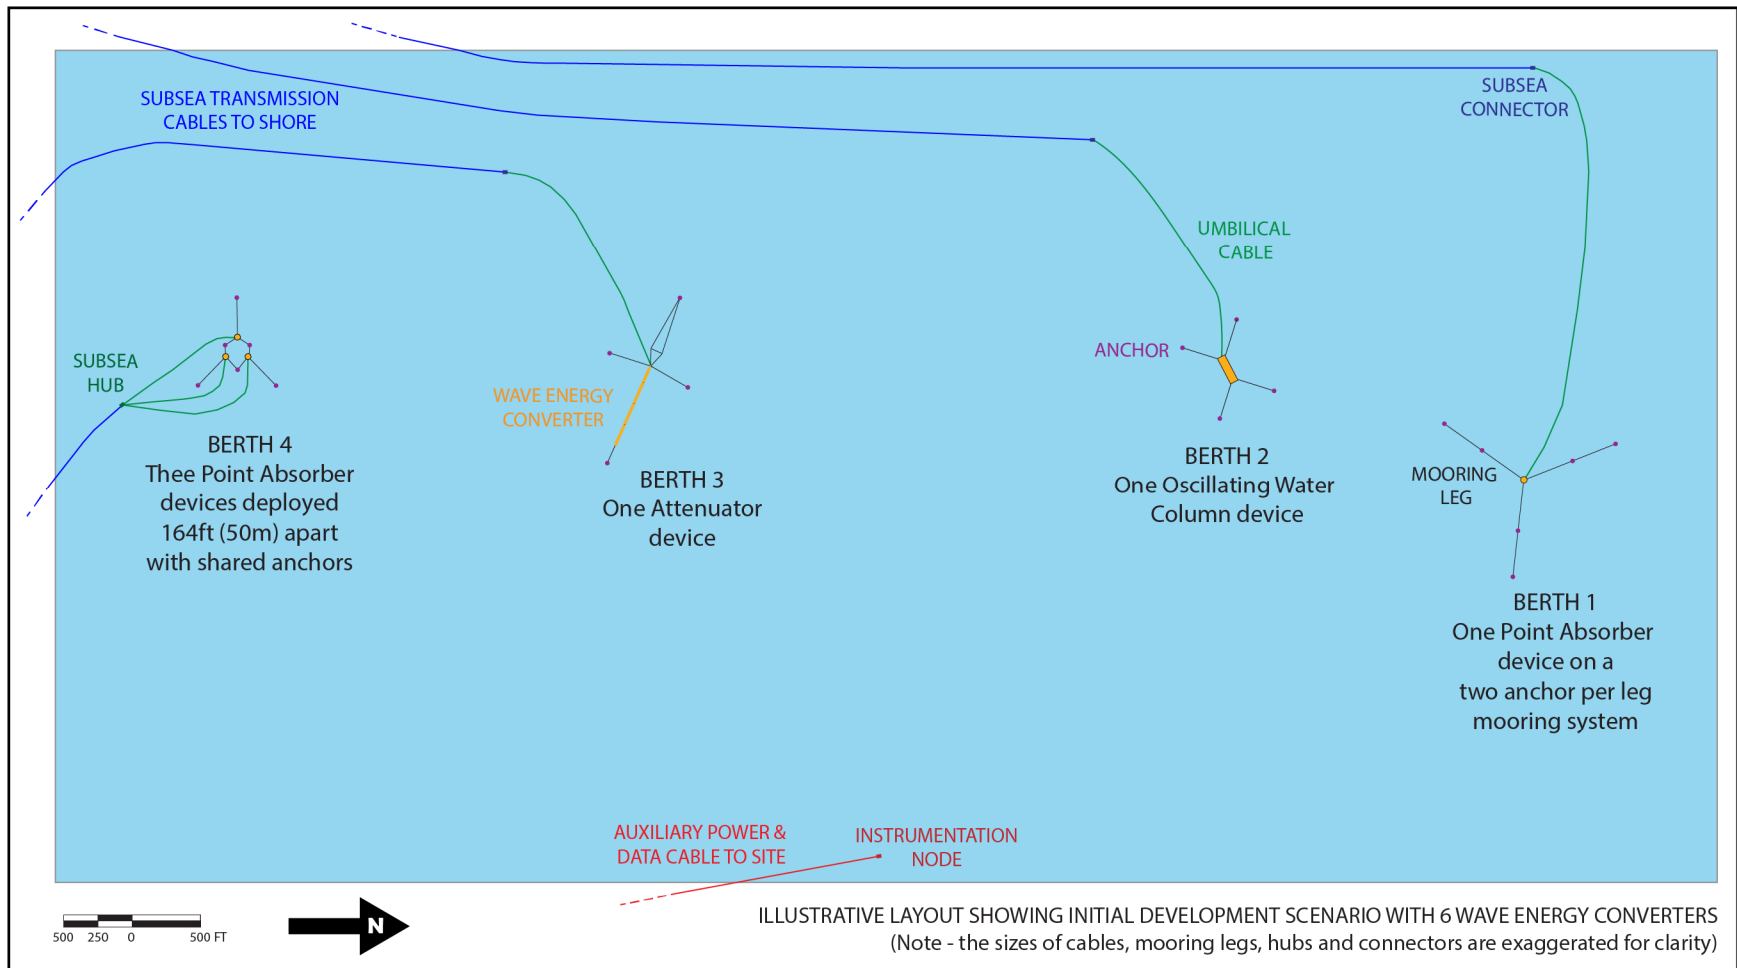 SUBSEA TRANSMISSION
CABLES TO SHORE
SUBSEA
CONNECTOR
UMBILICAL
CABLE
ANCHOR
SUBSEA
HUB
WAVE ENERGY
CONVERTER
BERTH 4
Thee Point Absorber
devices deployed
164ft (50m) apart
with shared anchors
BERTH 3
One Attenuator
device
BERTH 2
One Oscillating Water
Column device
MOORING
LEG
BERTH 1
One Point Absorber
device on a
two anchor per leg
mooring system
AUXILIARY POWER &
DATA CABLE TO SITE
INSTRUMENTATION
NODE
500 250 0 500 FT
N
ILLUSTRATIVE LAYOUT SHOWING INITIAL DEVELOPMENT SCENARIO WITH 6 WAVE ENERGY CONVERTERS
(Note - the sizes of cables, mooring legs, hubs and connectors are exaggerated for clarity)